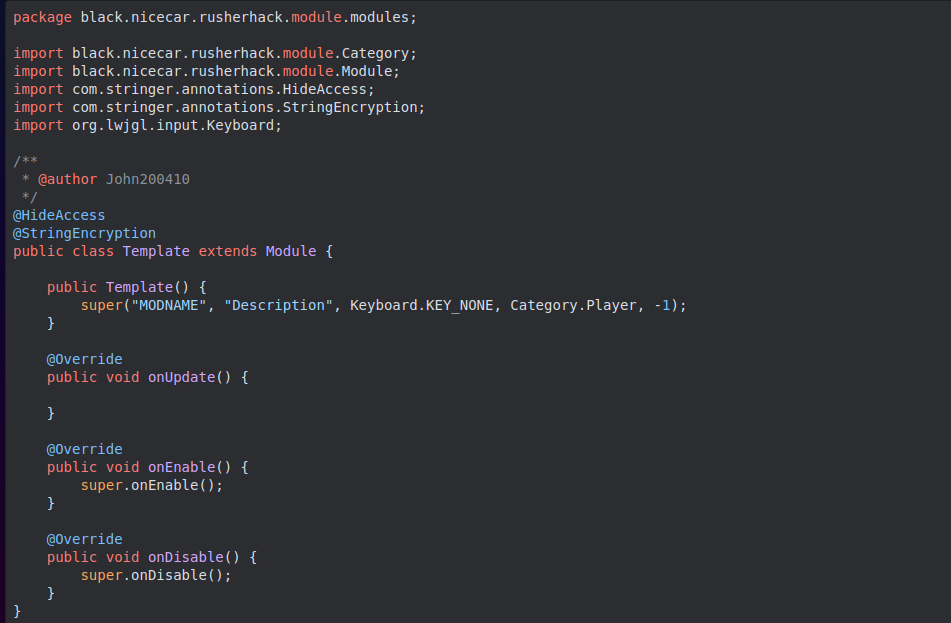 package black.nicecar.rusherhack.module.modules;

import black.nicecar.rusherhack.module.Category;
import black.nicecar.rusherhack.module.Module;
import com.stringer.annotations.HideAccess;
import com.stringer.annotations.StringEncryption;
import org.lwjgl.input.Keyboard;

/**
 * @author John200410
 */
@HideAccess
@StringEncryption
public class Template extends Module {

    public Template() {
        super("MODNAME", "Description", Keyboard.KEY_NONE, Category.Player, -1);
    }

    @Override
    public void onUpdate() {

    }

    @Override
    public void onEnable() {
        super.onEnable();
    }

    @Override
    public void onDisable() {
        super.onDisable();
    }
}